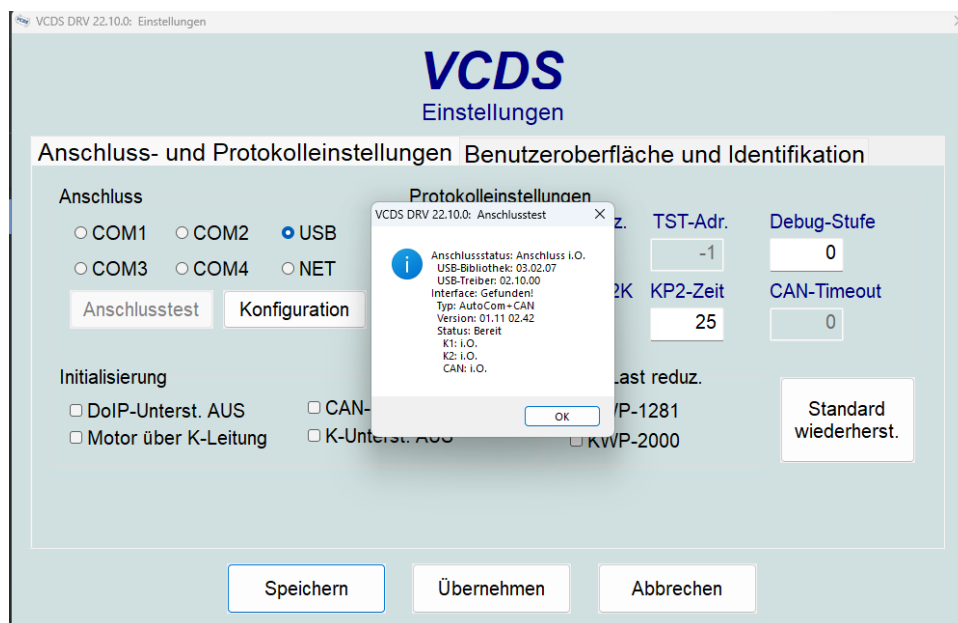 VCDS DRV 22.10.0: Einstellungen
VCDS
Einstellungen
Anschluss- und Protokolleinstellungen Benutzeroberfläche und Identifikation
Anschluss
COM1 COM2 USB
COM3 COM4 NET
Anschlusstest Konfiguration
Protokolleinstellungen
z. TST-Adr. Debug-Stufe
-1 0
2K KP2-Zeit CAN-Timeout
25 0
VCDS DRV 22.10.0: Anschlusstest
Anschlussstatus: Anschluss i.O.
USB-Bibliothek: 03.02.07
USB-Treiber: 02.10.00
Interface: Gefunden!
Typ: AutoCom+CAN
Version: 01.11 02.42
Status: Bereit
K1: i.O.
K2: i.O.
CAN: i.O.
OK
Initialisierung
DoIP-Unterst. AUS CAN-
Motor über K-Leitung K-Unterst. AUS
Last reduz.
WP-1281
KWP-2000
Standard
wiederherst.
Speichern Übernehmen Abbrechen